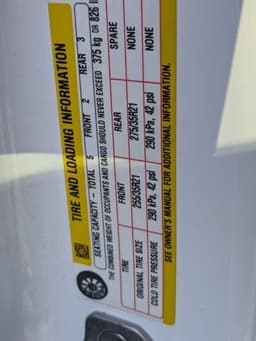 TIRE AND LOADING INFORMATION
SEATING CAPACITY - TOTAL 5 FRONT 2 REAR 3
THE COMBINED WEIGHT OF OCCUPANTS AND CARGO SHOULD NEVER EXCEED 375 kg OR 826
TIRE FRONT REAR SPARE
ORIGINAL TIRE SIZE 255/35R21 275/35R21 NONE
COLD TIRE PRESSURE 290 kPa, 42 psi 290 kPa, 42 psi NONE
SEE OWNER'S MANUAL FOR ADDITIONAL INFORMATION.